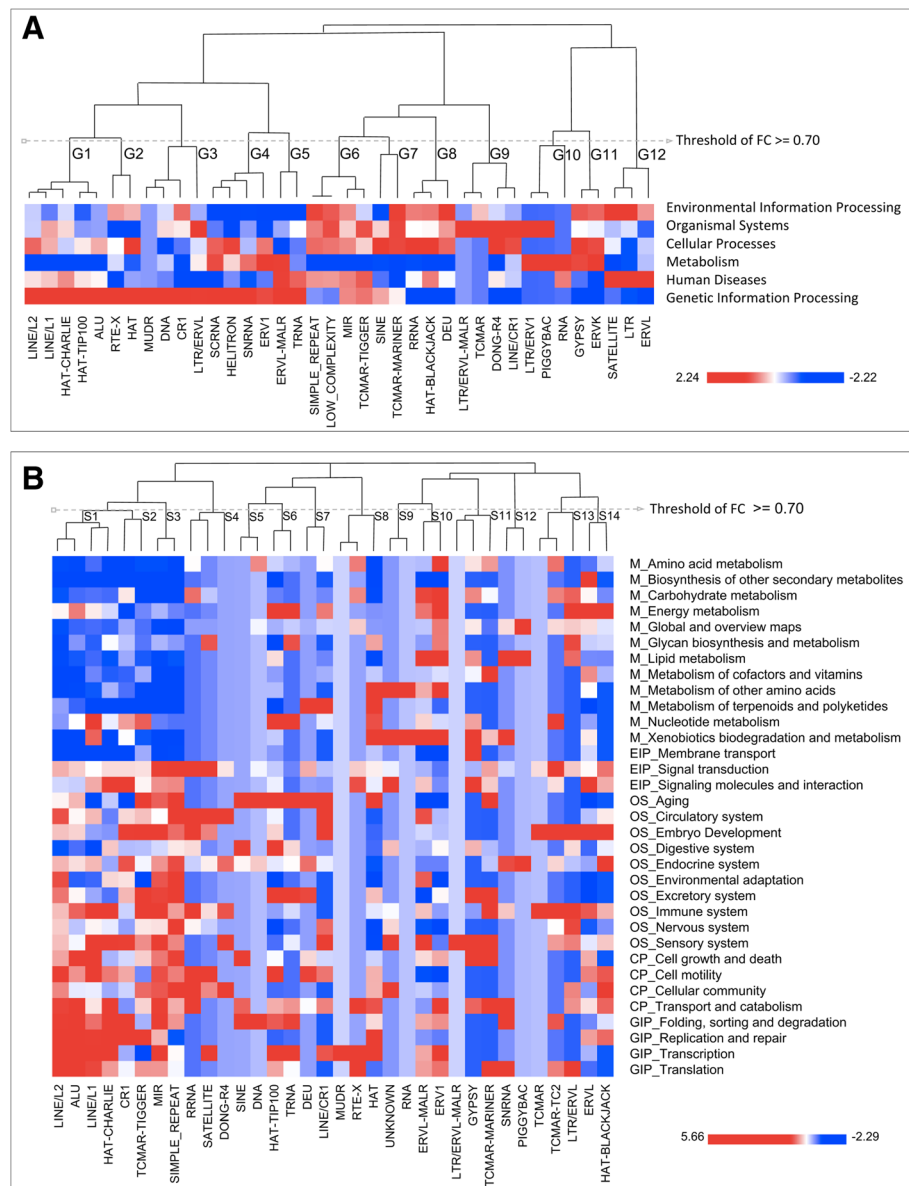 A
Threshold of FC >= 0.70
G1 G2 G3 G4 G5 G6 G7 G8 G9 G10 G11 G12
Environmental Information Processing
Organismal Systems
Cellular Processes
Metabolism
Human Diseases
Genetic Information Processing
LINE/L2
LINE/L1
HAT-CHARLIE
HAT-TIP100
ALU
RTE-X
HAT
MUDR
DNA
CR1
LTR/ERVL
SCRNA
HELITRON
SNRNA
ERV1
ERVL-MALR
TRNA
SIMPLE_REPEAT
LOW_COMPLEXITY
MIR
TCMAR-TIGGER
SINE
TCMAR-MARINER
RRNA
HAT-BLACKJACK
DEU
LTR/ERVL-MALR
TCMAR
DONG-R4
LINE/CR1
LTR/ERV1
PIGGYBAC
RNA
GYPSY
ERVK
SATELLITE
LTR
ERVL
2.24 -2.22
B
Threshold of FC >= 0.70
S1 S2 S3 S4 S5 S6 S7 S8 S9 S10 S11 S12 S13 S14
M_Amino acid metabolism
M_Biosynthesis of other secondary metabolites
M_Carbohydrate metabolism
M_Energy metabolism
M_Global and overview maps
M_Glycan biosynthesis and metabolism
M_Lipid metabolism
M_Metabolism of cofactors and vitamins
M_Metabolism of other amino acids
M_Metabolism of terpenoids and polyketides
M_Nucleotide metabolism
M_Xenobiotics biodegradation and metabolism
EIP_Membrane transport
EIP_Signal transduction
EIP_Signaling molecules and interaction
OS_Aging
OS_Circulatory system
OS_Embryo Development
OS_Digestive system
OS_Endocrine system
OS_Environmental adaptation
OS_Excretory system
OS_Immune system
OS_Nervous system
OS_Sensory system
CP_Cell growth and death
CP_Cell motility
CP_Cellular community
CP_Transport and catabolism
GIP_Folding, sorting and degradation
GIP_Replication and repair
GIP_Transcription
GIP_Translation
LINE/L2
ALU
LINE/L1
HAT-CHARLIE
CR1
TCMAR-TIGGER
MIR
SIMPLE_REPEAT
RRNA
SATELLITE
DONG-R4
SINE
DNA
HAT-TIP100
TRNA
DEU
LINE/CR1
MUDR
RTE-X
HAT
UNKNOWN
RNA
ERVL-MALR
ERV1
LTR/ERVL-MALR
GYPSY
TCMAR-MARINER
SNRNA
PIGGYBAC
TCMAR
TCMAR-TC2
LTR/ERVL
ERVL
HAT-BLACKJACK
5.66 -2.29